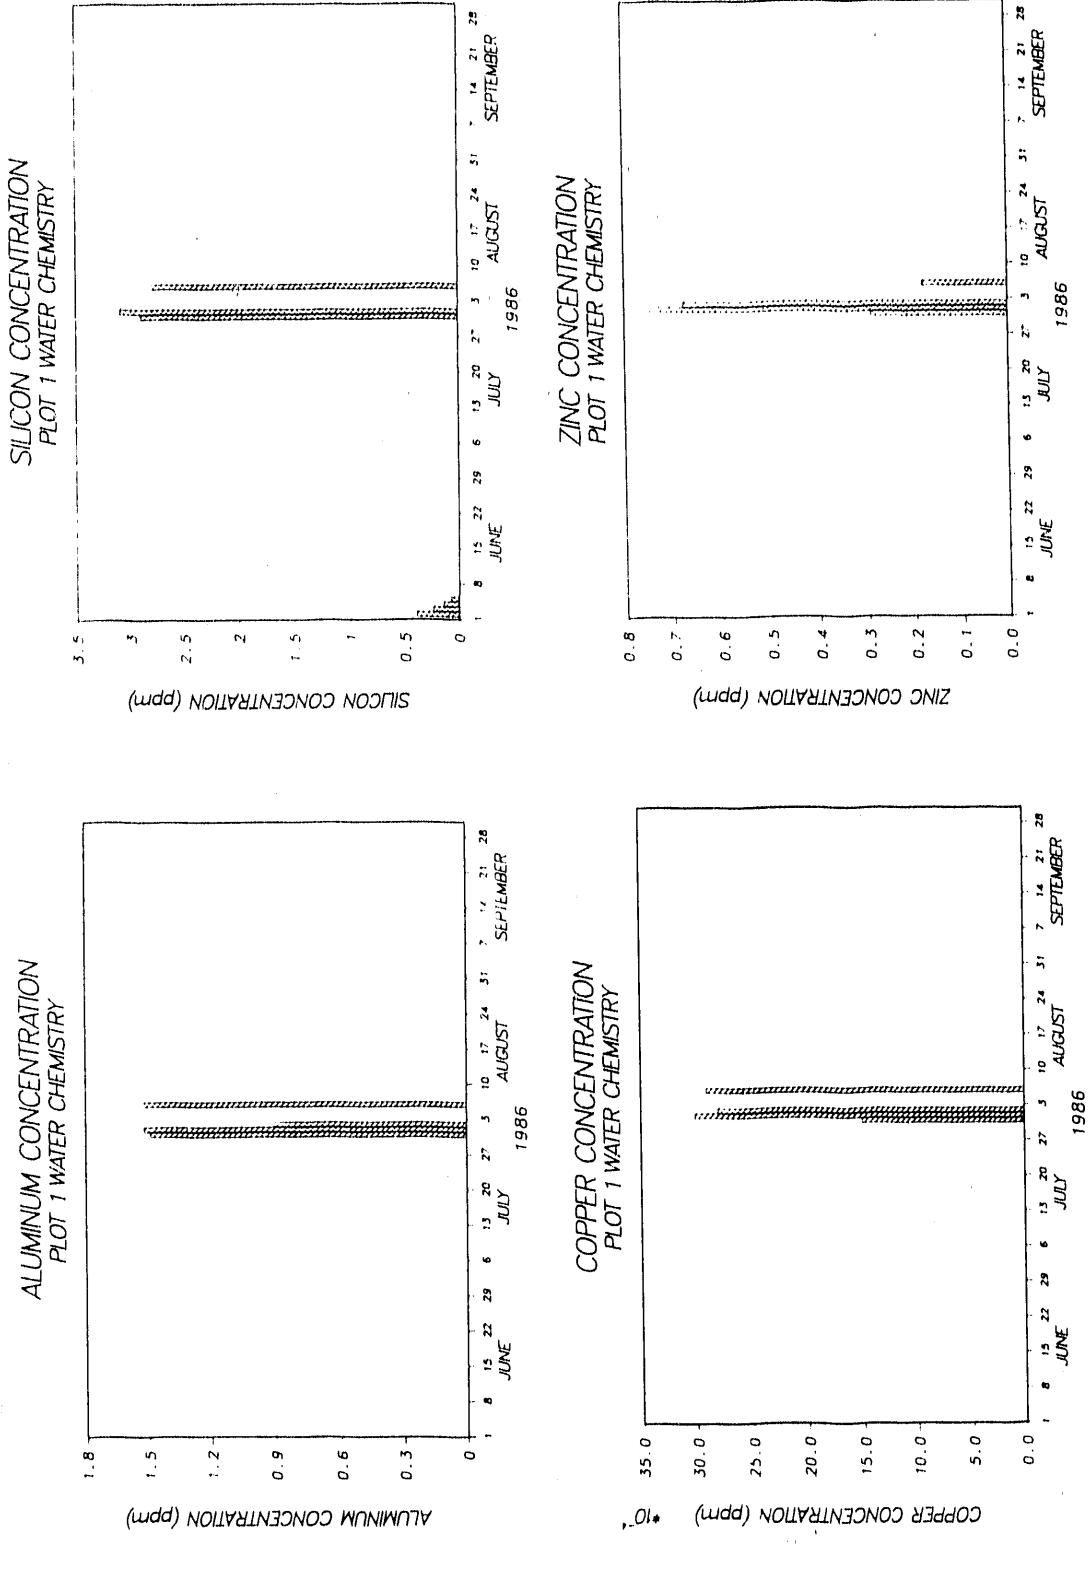 ALUMINUM CONCENTRATION
PLOT 1 WATER CHEMISTRY
ALUMINUM CONCENTRATION (ppm)
1.8
1.5
1.2
0.9
0.6
0.3
0
1 8 15 22 29 6 13 20 27 3 10 17 24 31 7 14 21 28
JUNE JULY AUGUST SEPTEMBER
1986
SILICON CONCENTRATION
PLOT 1 WATER CHEMISTRY
SILICON CONCENTRATION (ppm)
3.5
3
2.5
2
1.5
1
0.5
0
1 8 15 22 29 6 13 20 27 3 10 17 24 31 7 14 21 28
JUNE JULY AUGUST SEPTEMBER
1986
COPPER CONCENTRATION
PLOT 1 WATER CHEMISTRY
COPPER CONCENTRATION (ppm)
35.0
30.0
25.0
20.0
15.0
10.0
5.0
0.0
1 8 15 22 29 6 13 20 27 3 10 17 24 31 7 14 21 28
JUNE JULY AUGUST SEPTEMBER
1986
ZINC CONCENTRATION
PLOT 1 WATER CHEMISTRY
ZINC CONCENTRATION (ppm)
0.8
0.7
0.6
0.5
0.4
0.3
0.2
0.1
0.0
1 8 15 22 29 6 13 20 27 3 10 17 24 31 7 14 21 28
JUNE JULY AUGUST SEPTEMBER
1986